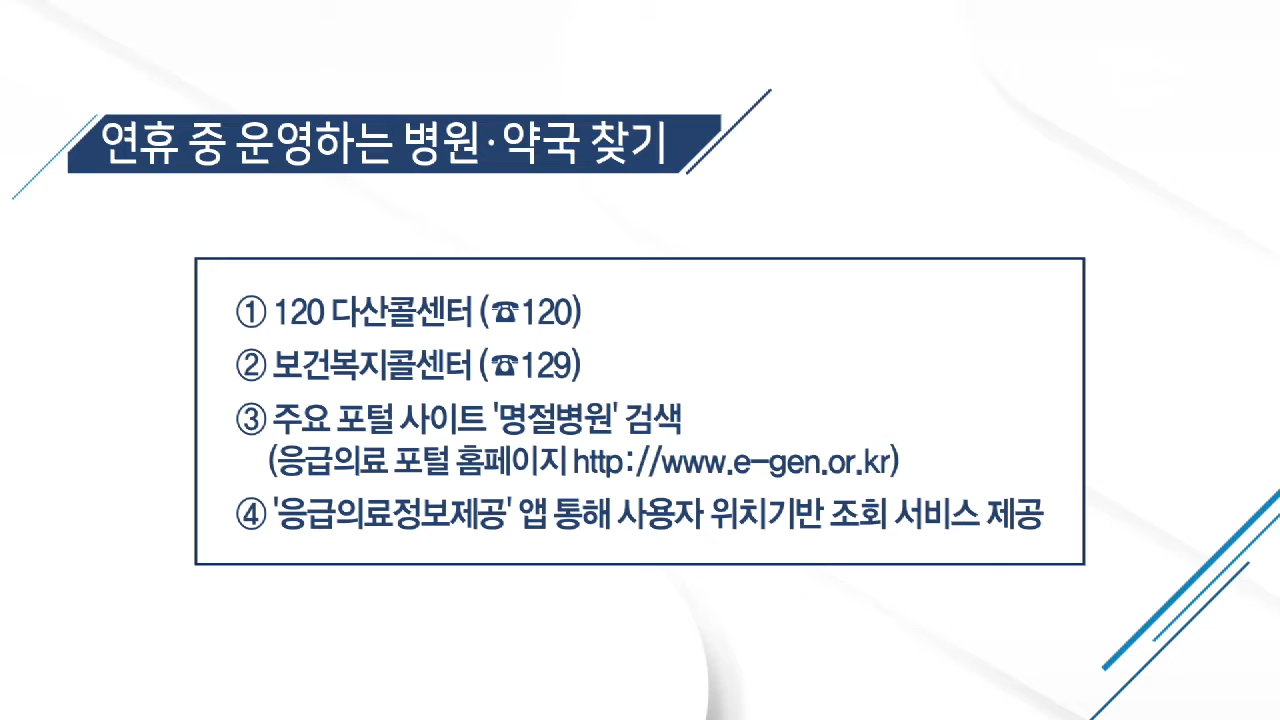 연휴 중 운영하는 병원·약국 찾기
① 120 다산콜센터 (☎120)
② 보건복지콜센터 (☎129)
③ 주요 포털 사이트 '명절병원' 검색
(응급의료 포털 홈페이지 http://www.e-gen.or.kr)
④ '응급의료정보제공' 앱 통해 사용자 위치기반 조회 서비스 제공